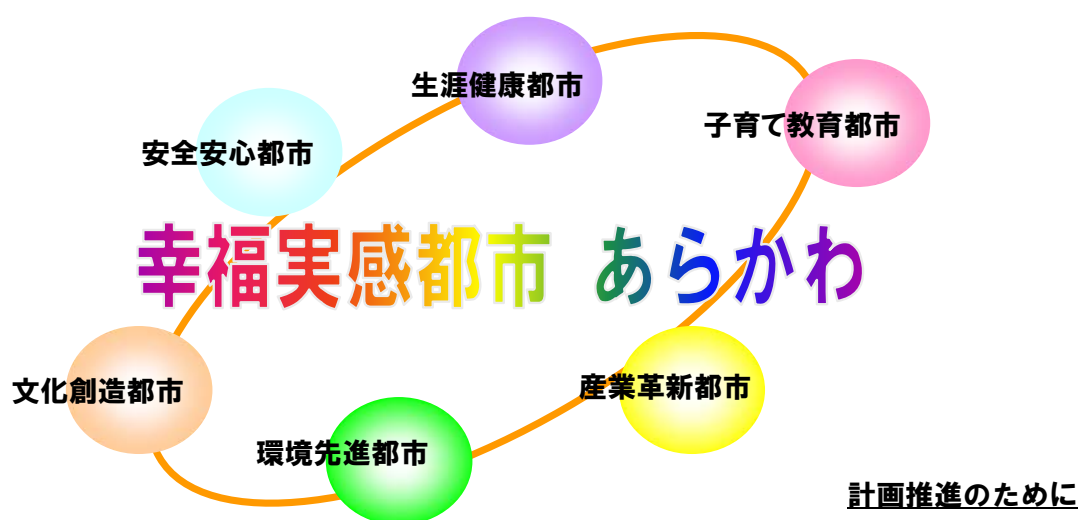 生涯健康都市
子育て教育都市
安全安心都市
幸福実感都市 あらかわ
文化創造都市
産業革新都市
環境先進都市
計画推進のために